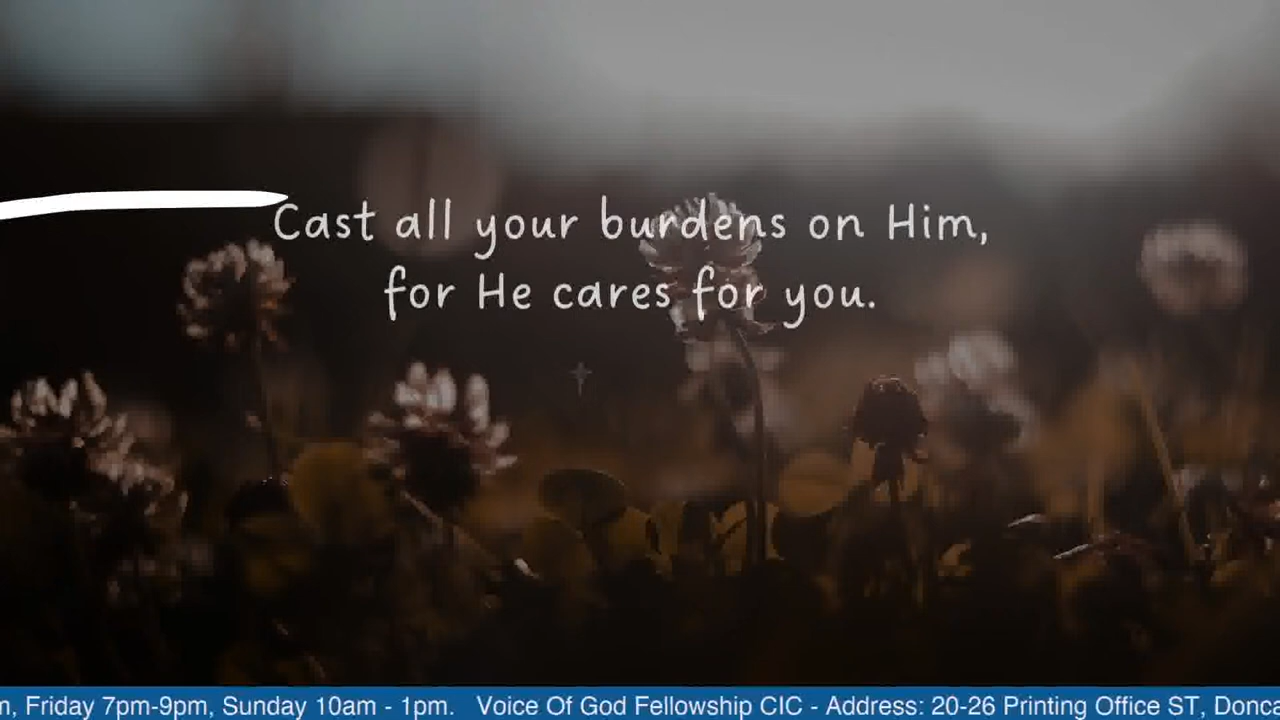 Cast all your burdens on Him,
for He cares for you.
m, Friday 7pm-9pm, Sunday 10am - 1pm. Voice Of God Fellowship CIC - Address: 20-26 Printing Office ST, Donca